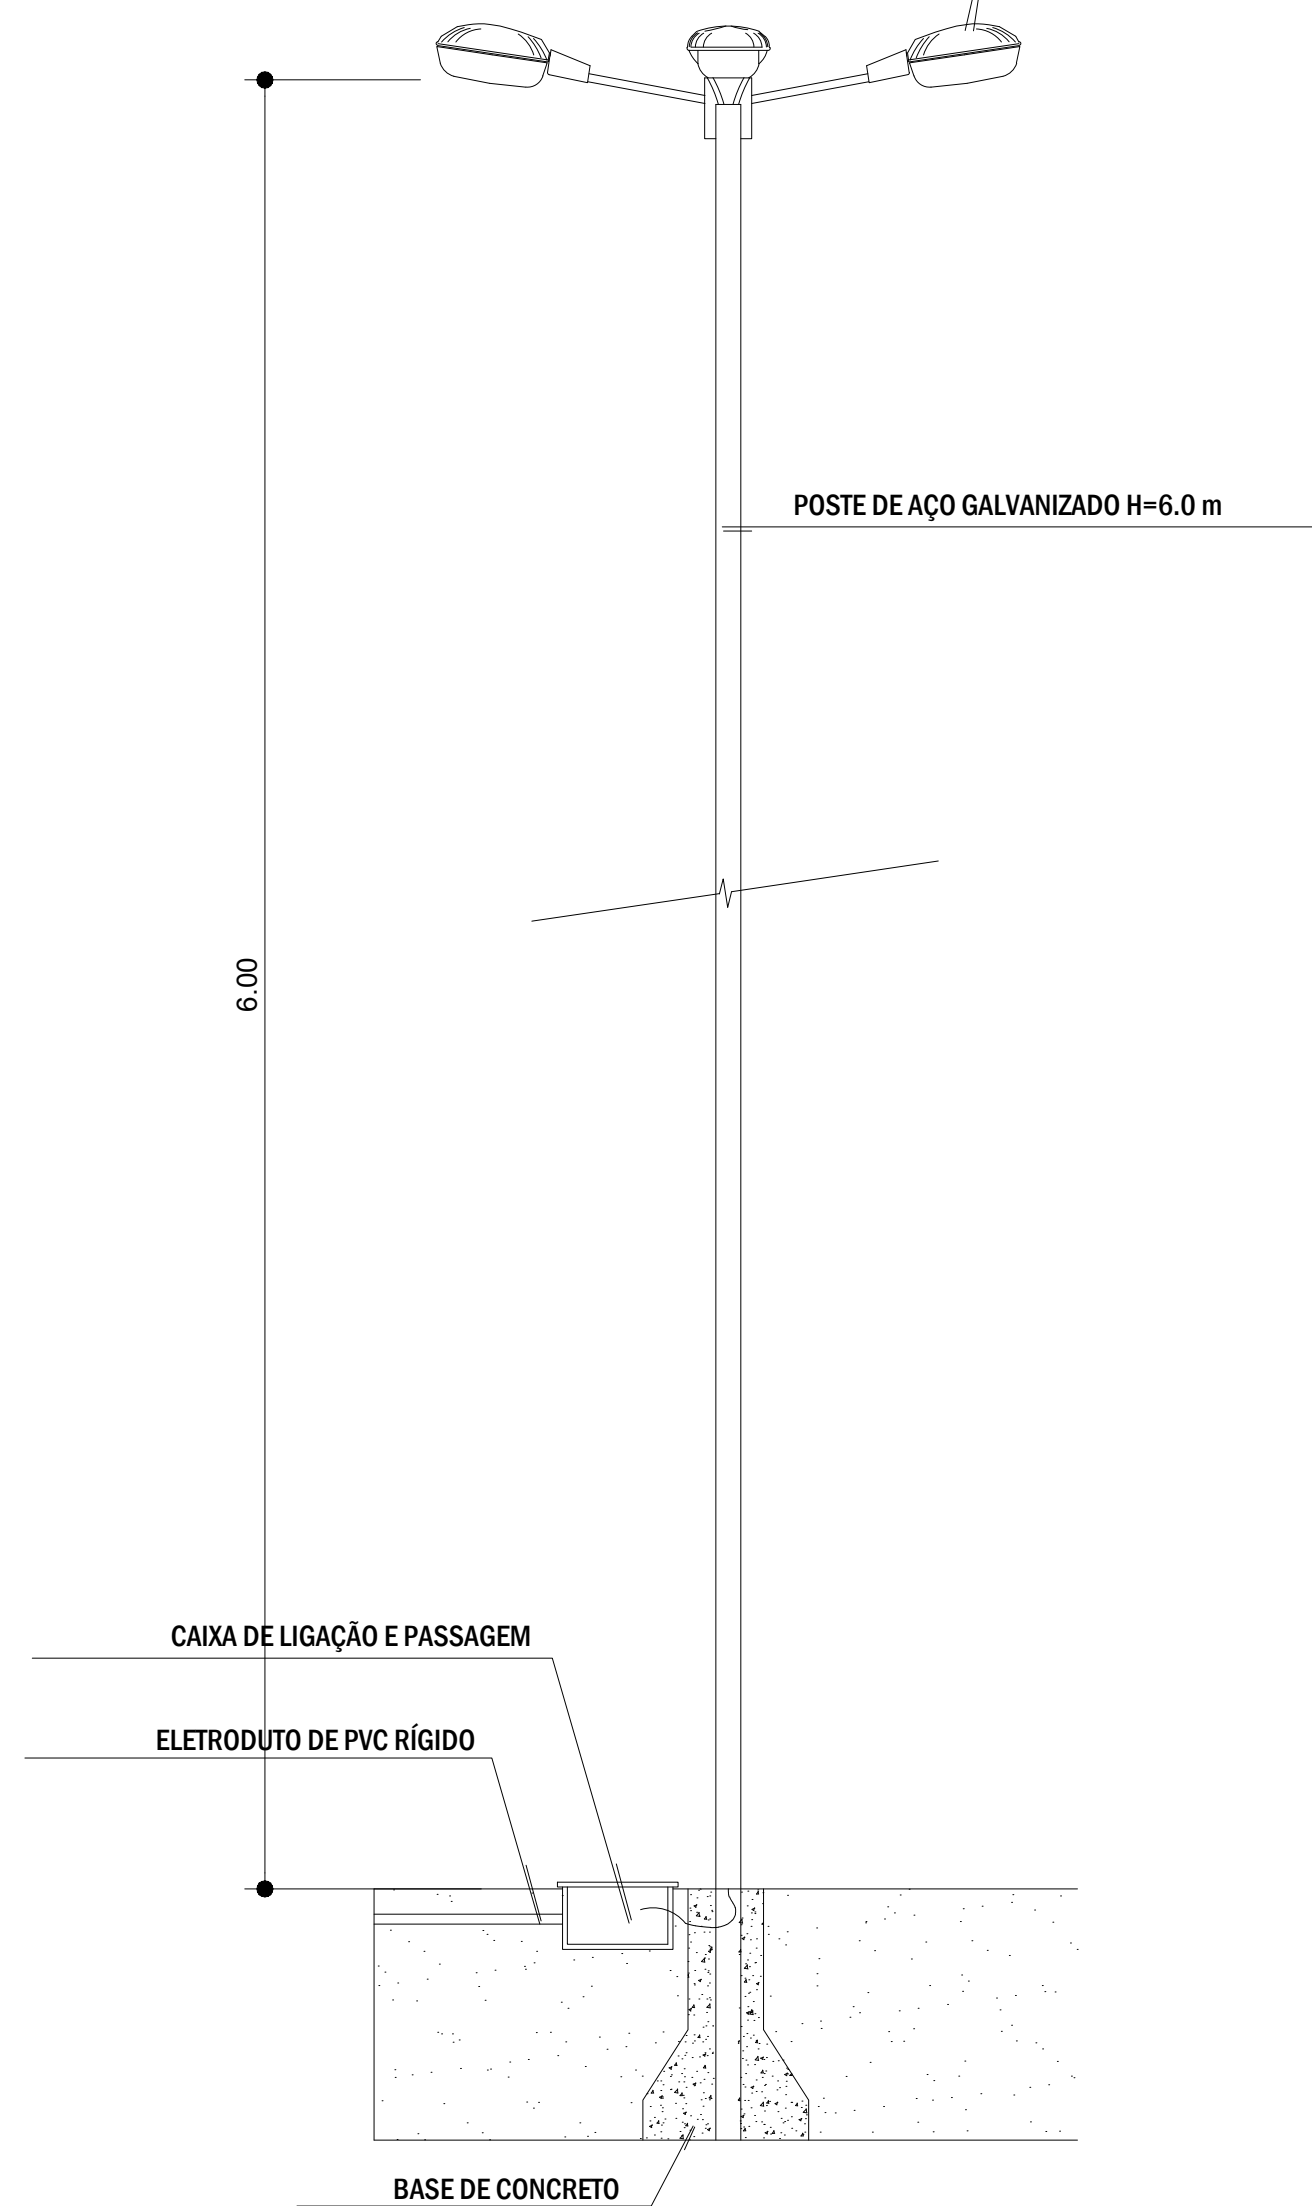 POSTE DE AÇO GALVANIZADO H=6.0 m
6.00
CAIXA DE LIGAÇÃO E PASSAGEM
ELETRODUTO DE PVC RÍGIDO
BASE DE CONCRETO